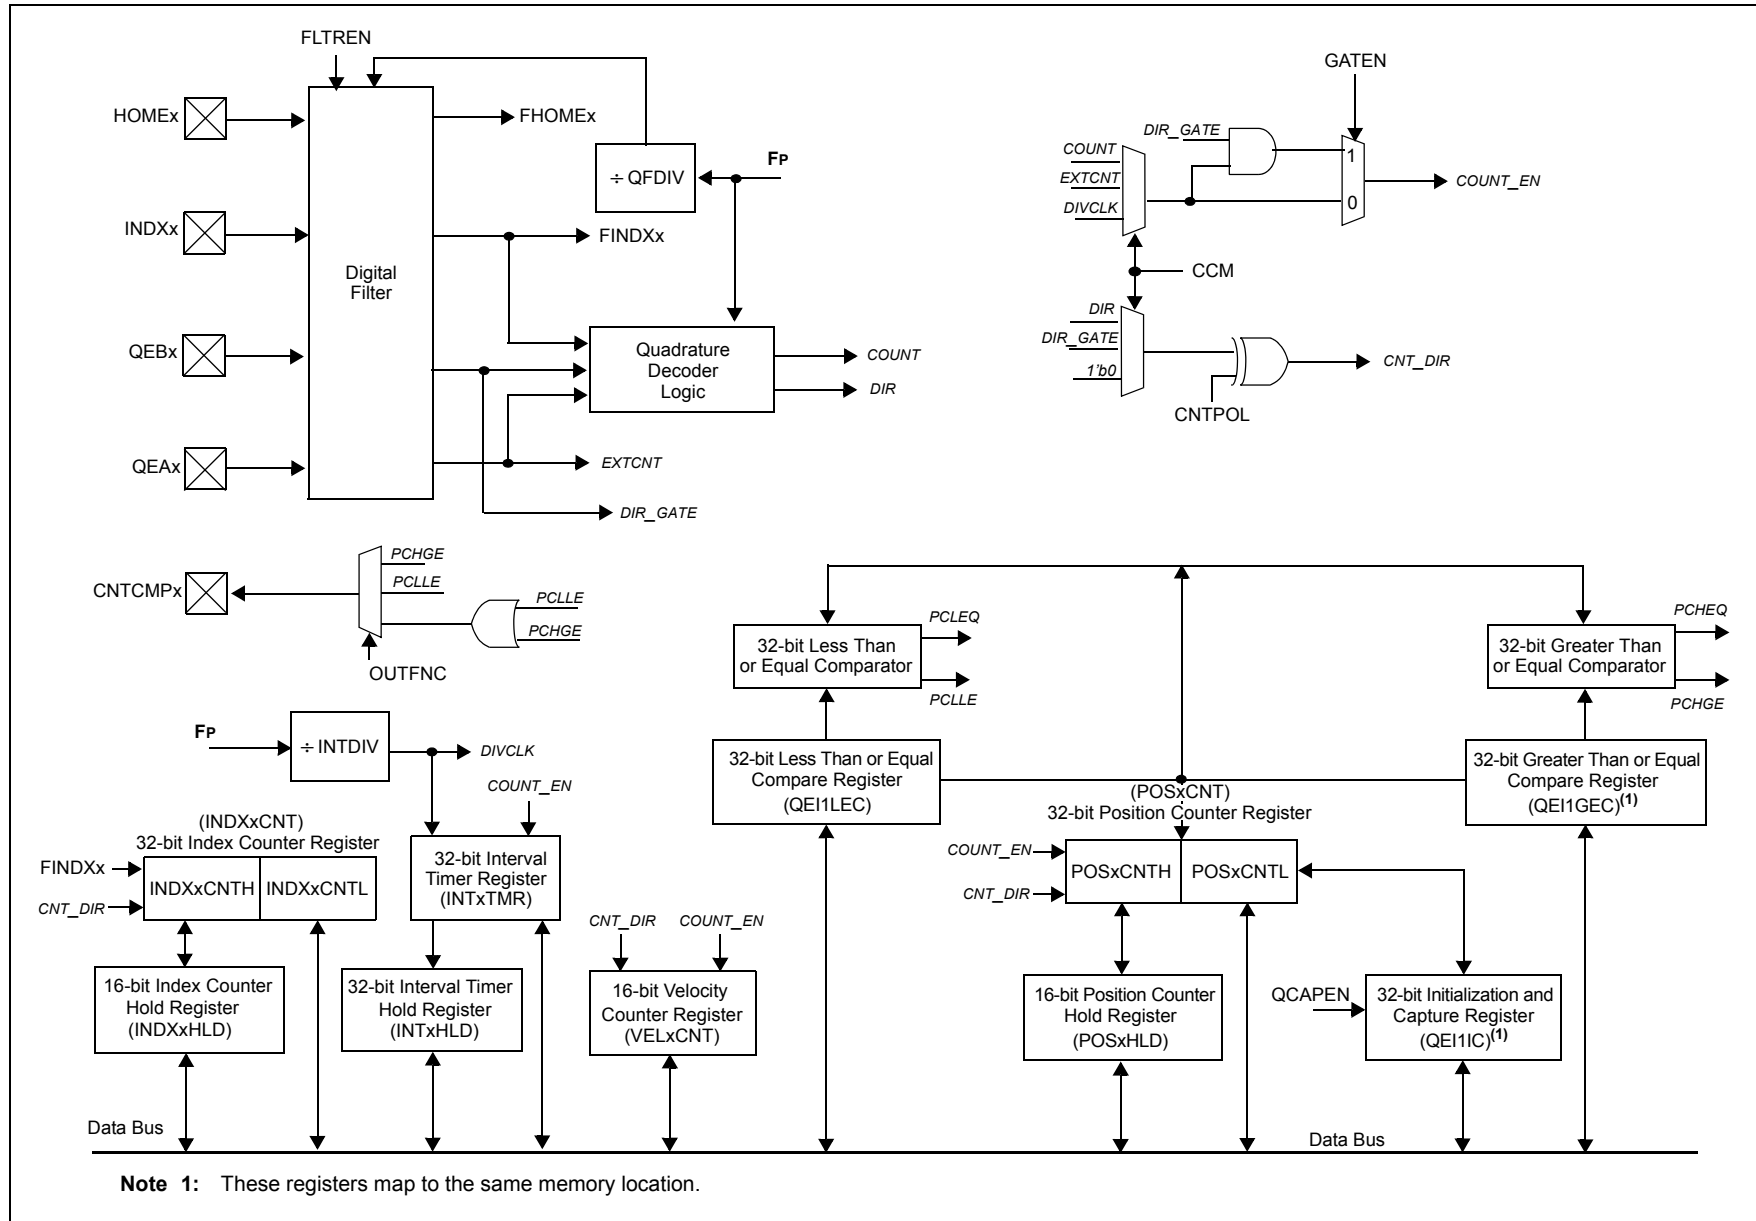 FLTREN
HOMEx
FHOMEx
÷ QFDIV
FP
INDXx
FINDXx
Digital
Filter
QEBx
Quadrature
Decoder
Logic
COUNT
DIR
QEAx
EXTCNT
DIR_GATE
GATEN
DIR_GATE
COUNT
EXTCNT
DIVCLK
1
0
COUNT_EN
CCM
DIR
DIR_GATE
1'b0
CNT_DIR
CNTPOL
CNTCMPx
PCHGE
PCLLE
PCLLE
PCHGE
OUTFNC
32-bit Less Than
or Equal Comparator
PCLEQ
PCLLE
32-bit Greater Than
or Equal Comparator
PCHEQ
PCHGE
FP
÷ INTDIV
DIVCLK
COUNT_EN
32-bit Less Than or Equal
Compare Register
(QEI1LEC)
32-bit Greater Than or Equal
Compare Register
(QEI1GEC)(1)
(POSxCNT)
32-bit Position Counter Register
(INDXxCNT)
32-bit Index Counter Register
FINDXx
CNT_DIR
INDXxCNTH
INDXxCNTL
32-bit Interval
Timer Register
(INTxTMR)
COUNT_EN
CNT_DIR
POSxCNTH
POSxCNTL
CNT_DIR
COUNT_EN
16-bit Index Counter
Hold Register
(INDXxHLD)
32-bit Interval Timer
Hold Register
(INTxHLD)
16-bit Velocity
Counter Register
(VELxCNT)
16-bit Position Counter
Hold Register
(POSxHLD)
QCAPEN
32-bit Initialization and
Capture Register
(QEI1IC)(1)
Data Bus
Data Bus
Note 1: These registers map to the same memory location.